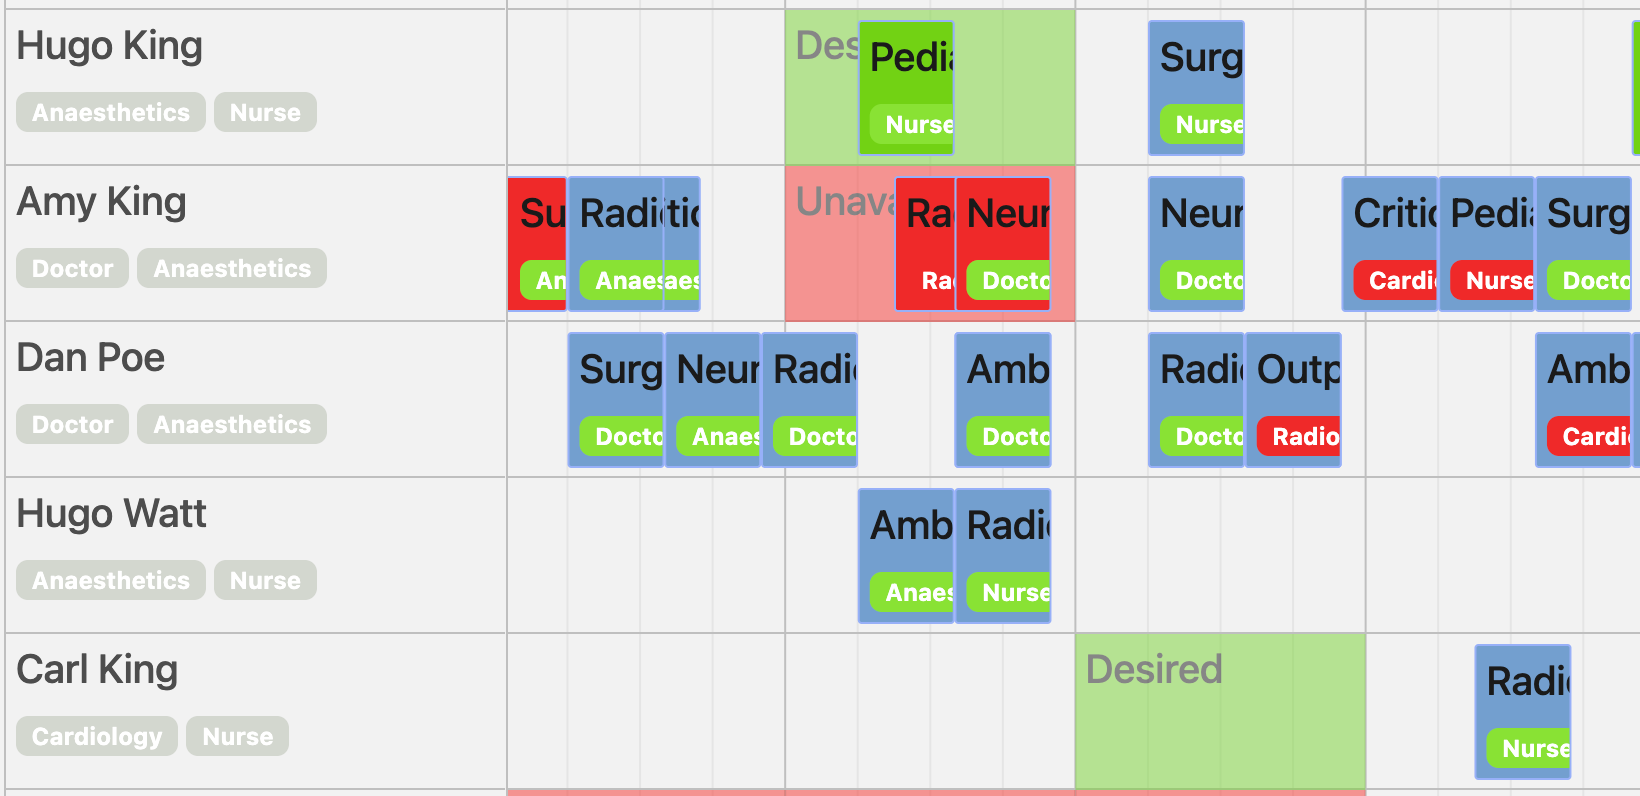 Hugo King
Anaesthetics Nurse
Des
Pedia
Nurse
Surg
Nurse
Amy King
Doctor Anaesthetics
Su
An
Radi
Anaes
tic
aes
Unava
Ra
Ra
Neur
Docto
Neur
Docto
Critic
Cardi
Pedia
Nurse
Surg
Docto
Dan Poe
Doctor Anaesthetics
Surg
Docto
Neur
Anaes
Radi
Docto
Amb
Docto
Radi
Docto
Outp
Radio
Amb
Cardi
Hugo Watt
Anaesthetics Nurse
Amb
Anaes
Radi
Nurse
Carl King
Cardiology Nurse
Desired
Radi
Nurse